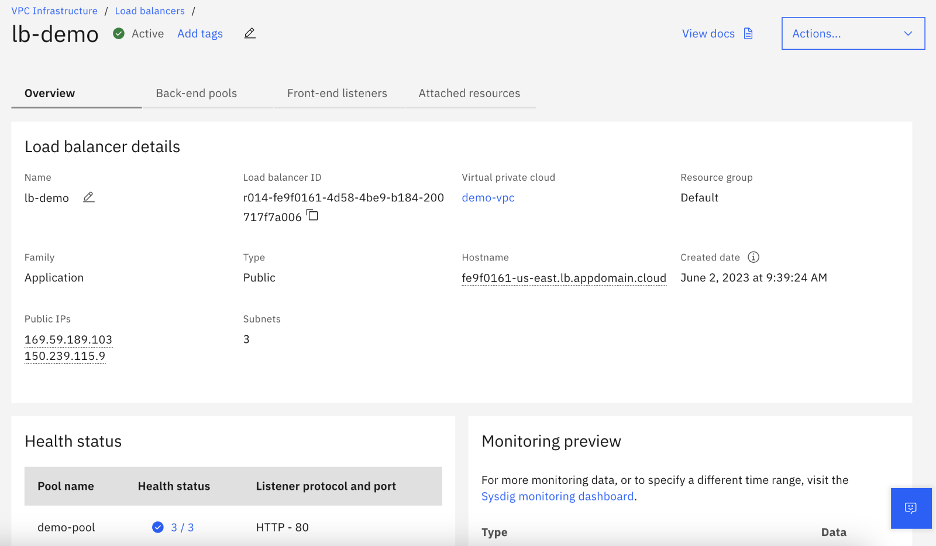 VPC Infrastructure / Load balancers /
lb-demo Active Add tags View docs Actions...
Overview Back-end pools Front-end listeners Attached resources
Load balancer details
Name Load balancer ID Virtual private cloud Resource group
lb-demo r014-fe9f0161-4d58-4be9-b184-200 demo-vpc Default
717f7a006
Family Type Hostname Created date
Application Public fe9f0161-us-east.lb.appdomain.cloud June 2, 2023 at 9:39:24 AM
Public IPs Subnets
169.59.189.103 3
150.239.115.9
Health status Monitoring preview
Pool name Health status Listener protocol and port
For more monitoring data, or to specify a different time range, visit the
Sysdig monitoring dashboard.
demo-pool 3 / 3 HTTP - 80
Type Data